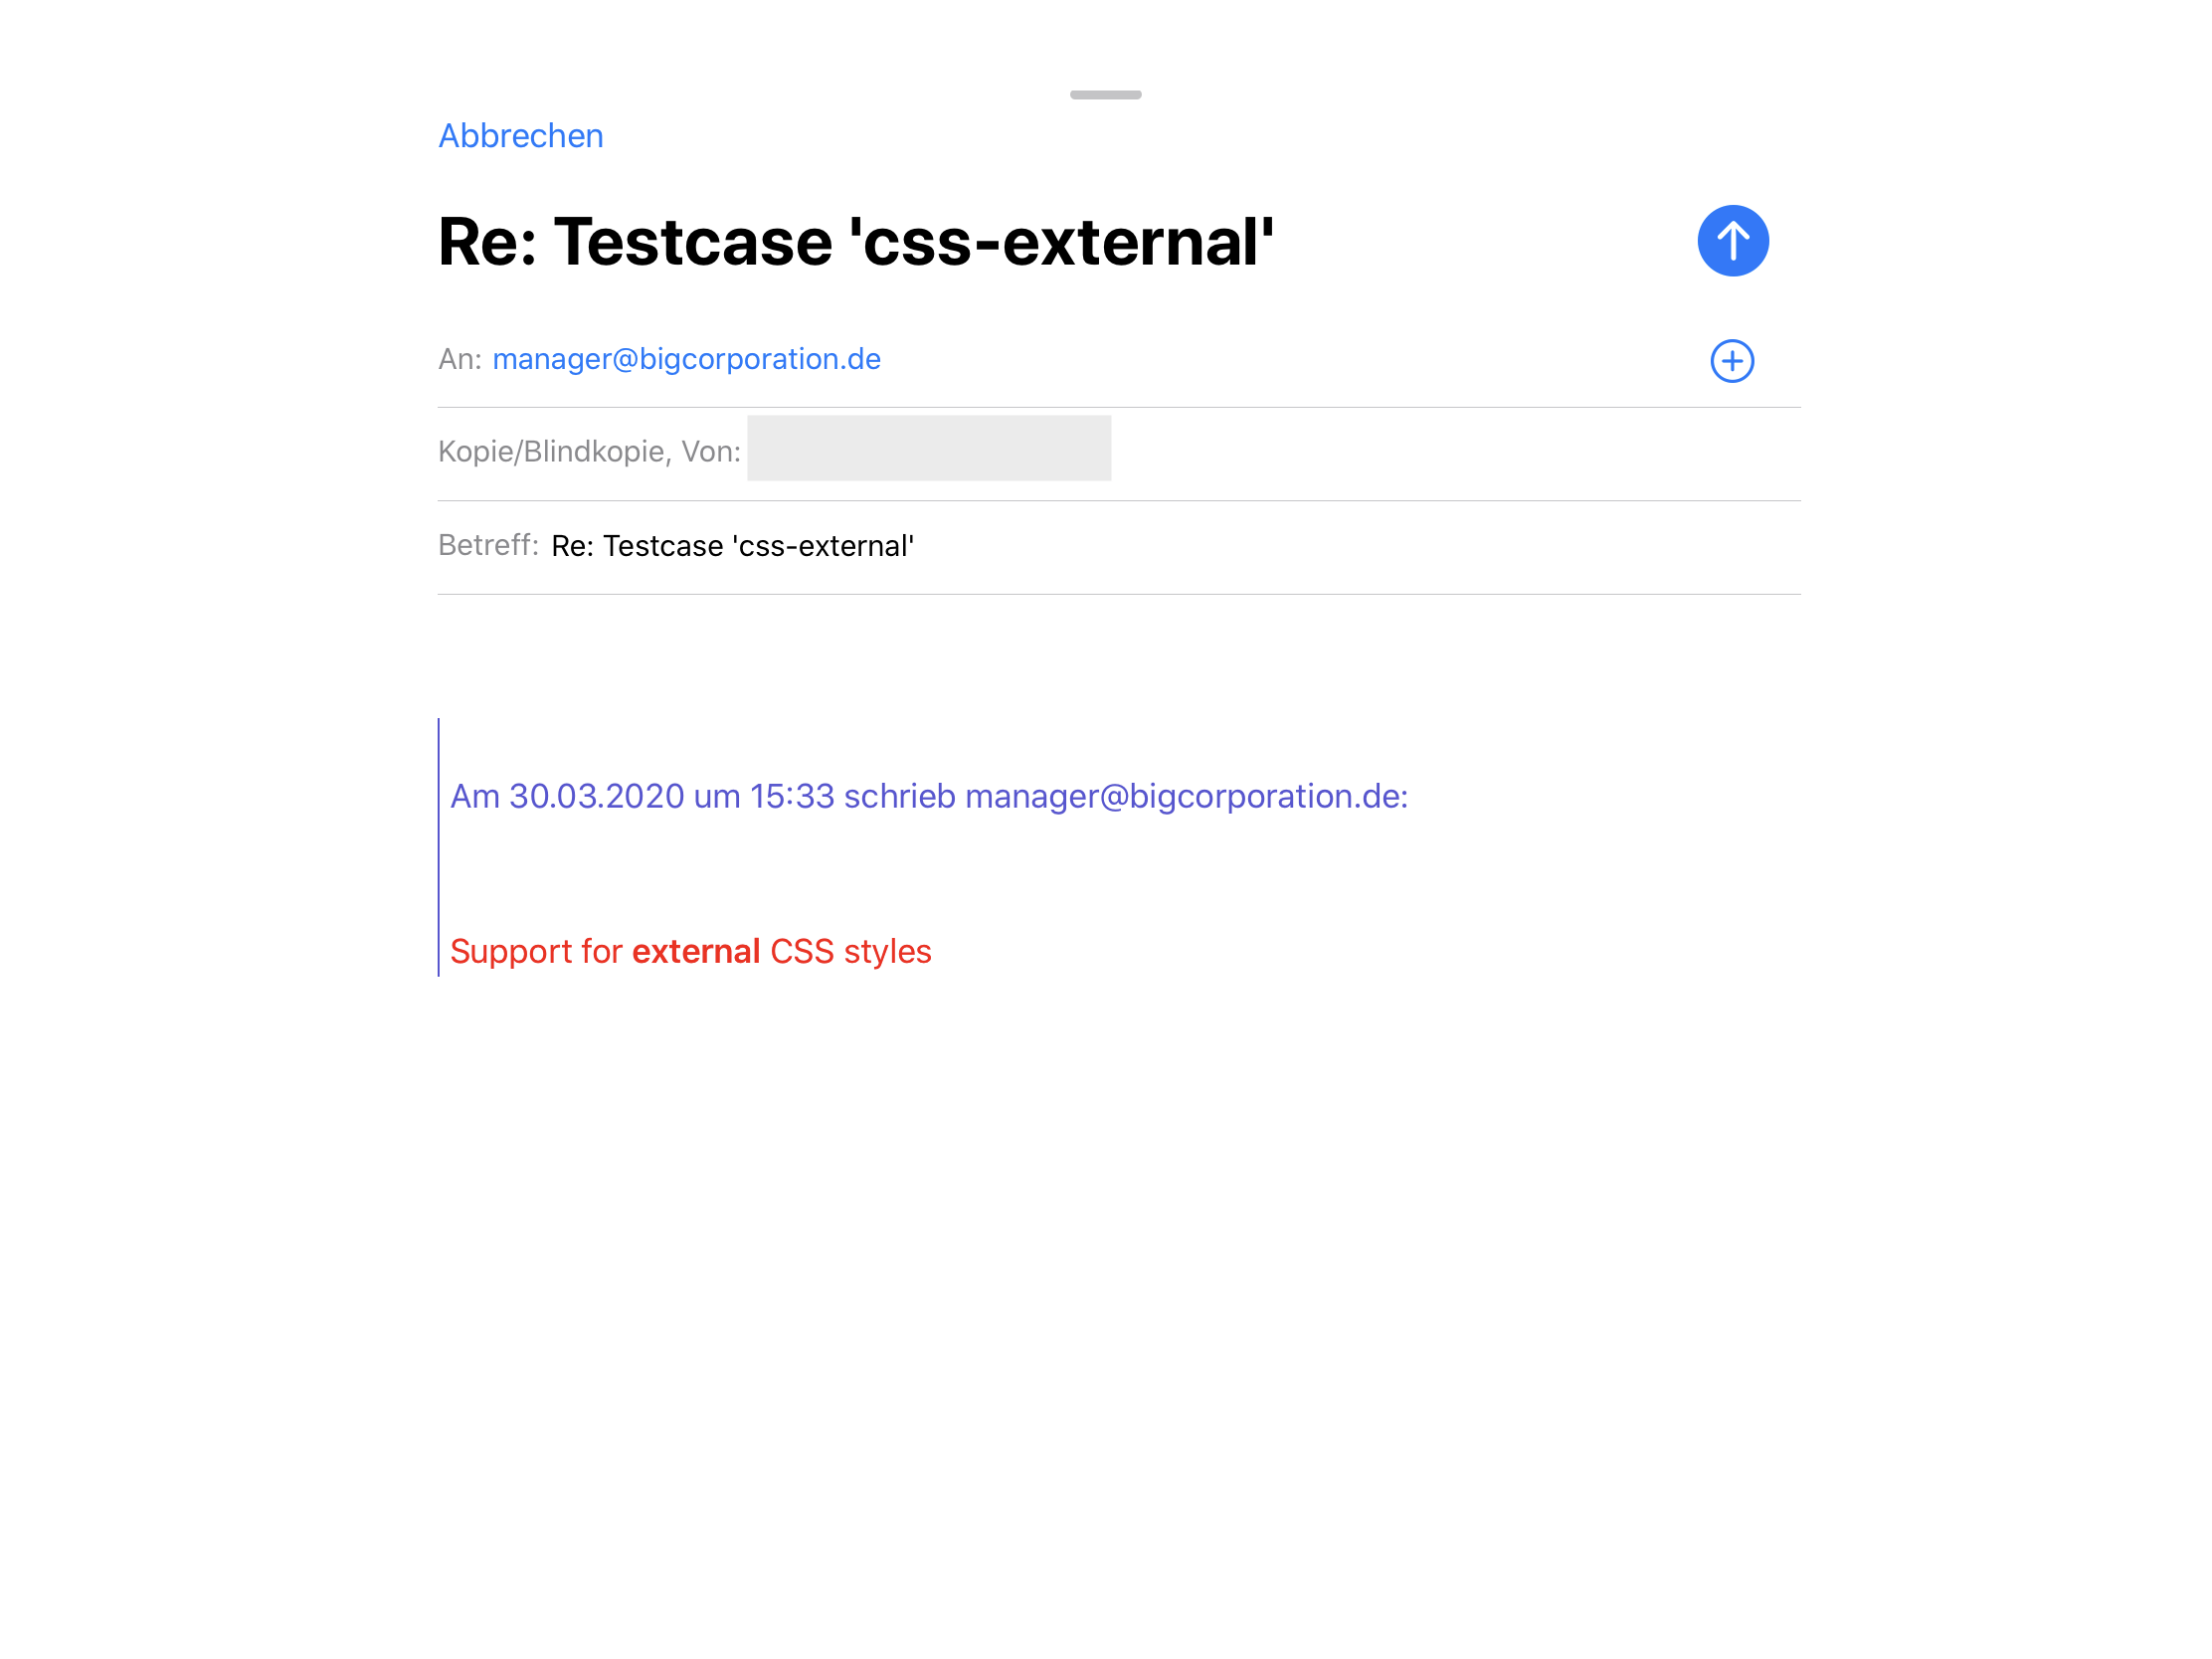 Abbrechen
Re: Testcase 'css-external'
An: manager@bigcorporation.de
Kopie/Blindkopie, Von:
Betreff: Re: Testcase 'css-external'
Am 30.03.2020 um 15:33 schrieb manager@bigcorporation.de:
Support for external CSS styles